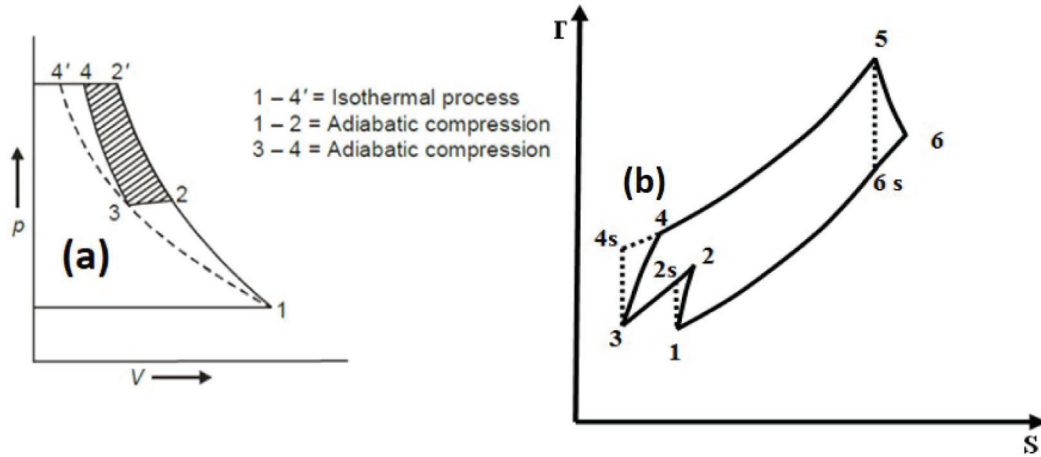 4′ 4 2′
1 – 4′ = Isothermal process
1 – 2 = Adiabatic compression
3 – 4 = Adiabatic compression
p
3
2
(a)
1
V
T
5
6
(b)
6 s
4
4s
2s
2
3
1
S